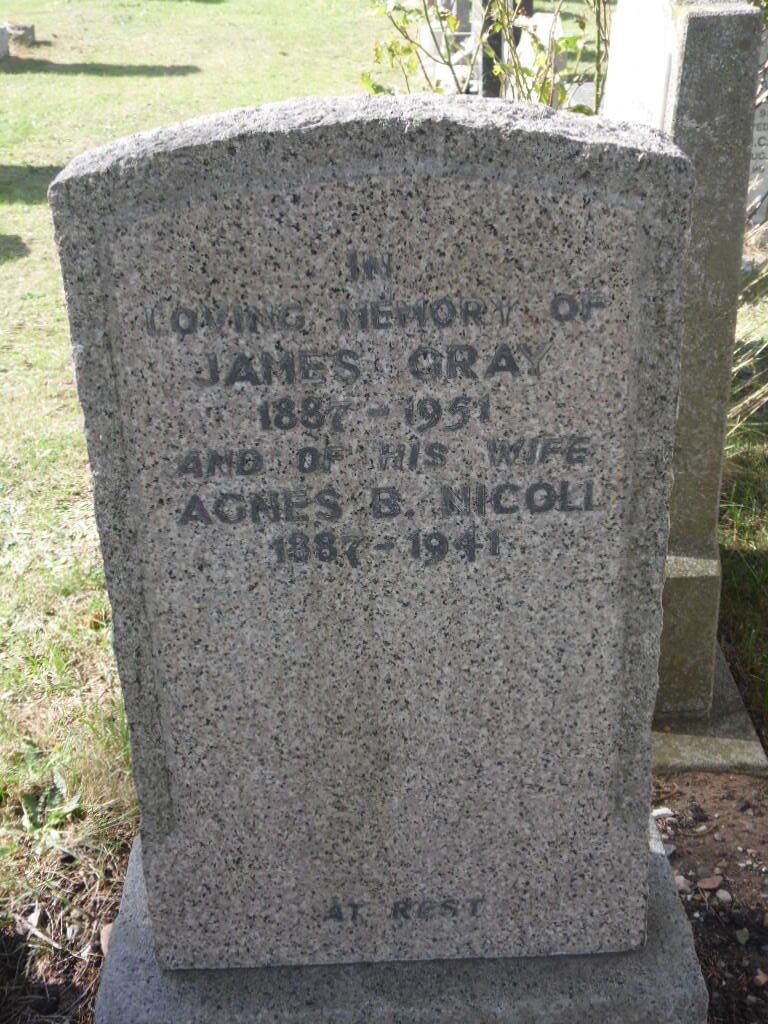 IN
LOVING MEMORY OF
JAMES GRAY
1887-1951
AND OF HIS WIFE
AGNES B. NICOLL
1887-1941
AT REST